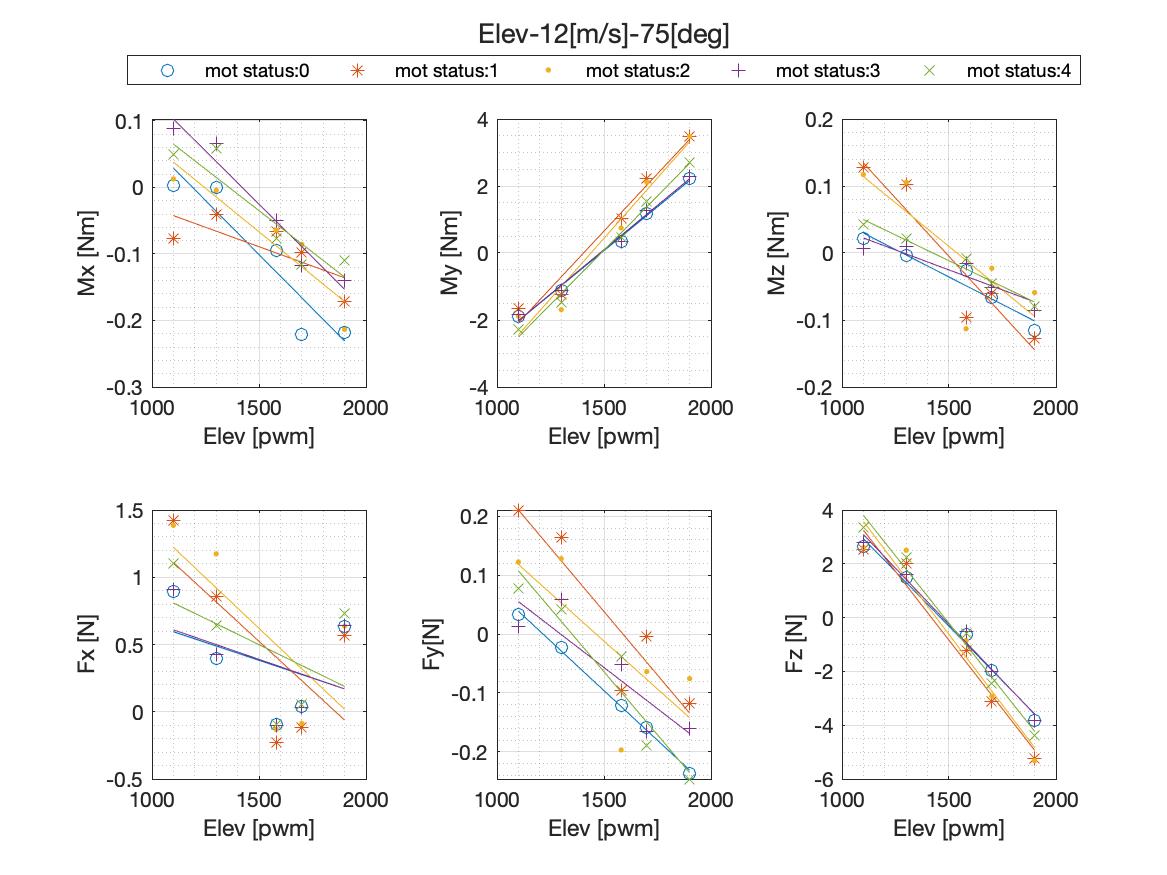 Elev-12[m/s]-75[deg]
mot status:0 mot status:1 mot status:2 mot status:3 mot status:4
0.1
0
-0.1
-0.2
-0.3
Mx [Nm]
1000 1500 2000
Elev [pwm]
4
2
0
-2
-4
My [Nm]
1000 1500 2000
Elev [pwm]
0.2
0.1
0
-0.1
-0.2
Mz [Nm]
1000 1500 2000
Elev [pwm]
1.5
1
0.5
0
-0.5
Fx [N]
1000 1500 2000
Elev [pwm]
0.2
0.1
0
-0.1
-0.2
Fy[N]
1000 1500 2000
Elev [pwm]
4
2
0
-2
-4
-6
Fz [N]
1000 1500 2000
Elev [pwm]